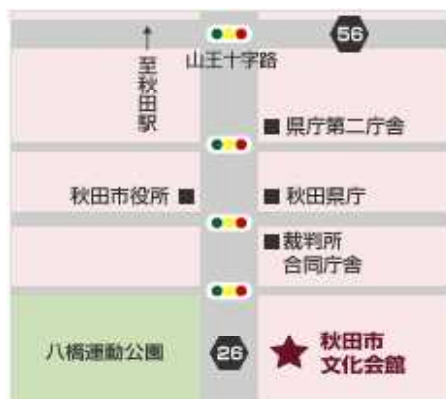 56
山王十字路
至秋田駅
県庁第二庁舎
秋田市役所
秋田県庁
裁判所
合同庁舎
八橋運動公園
26
秋田市
文化会館